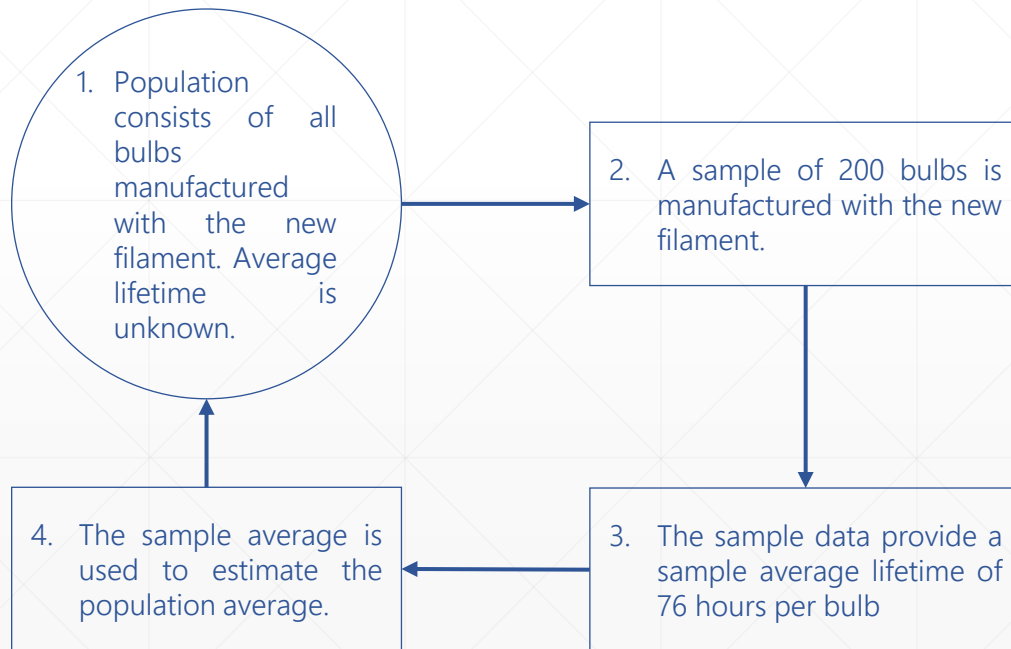 1. Population
consists of all
bulbs
manufactured
with the new
filament. Average
lifetime is
unknown.
2. A sample of 200 bulbs is
manufactured with the new
filament.
3. The sample data provide a
sample average lifetime of
76 hours per bulb
4. The sample average is
used to estimate the
population average.